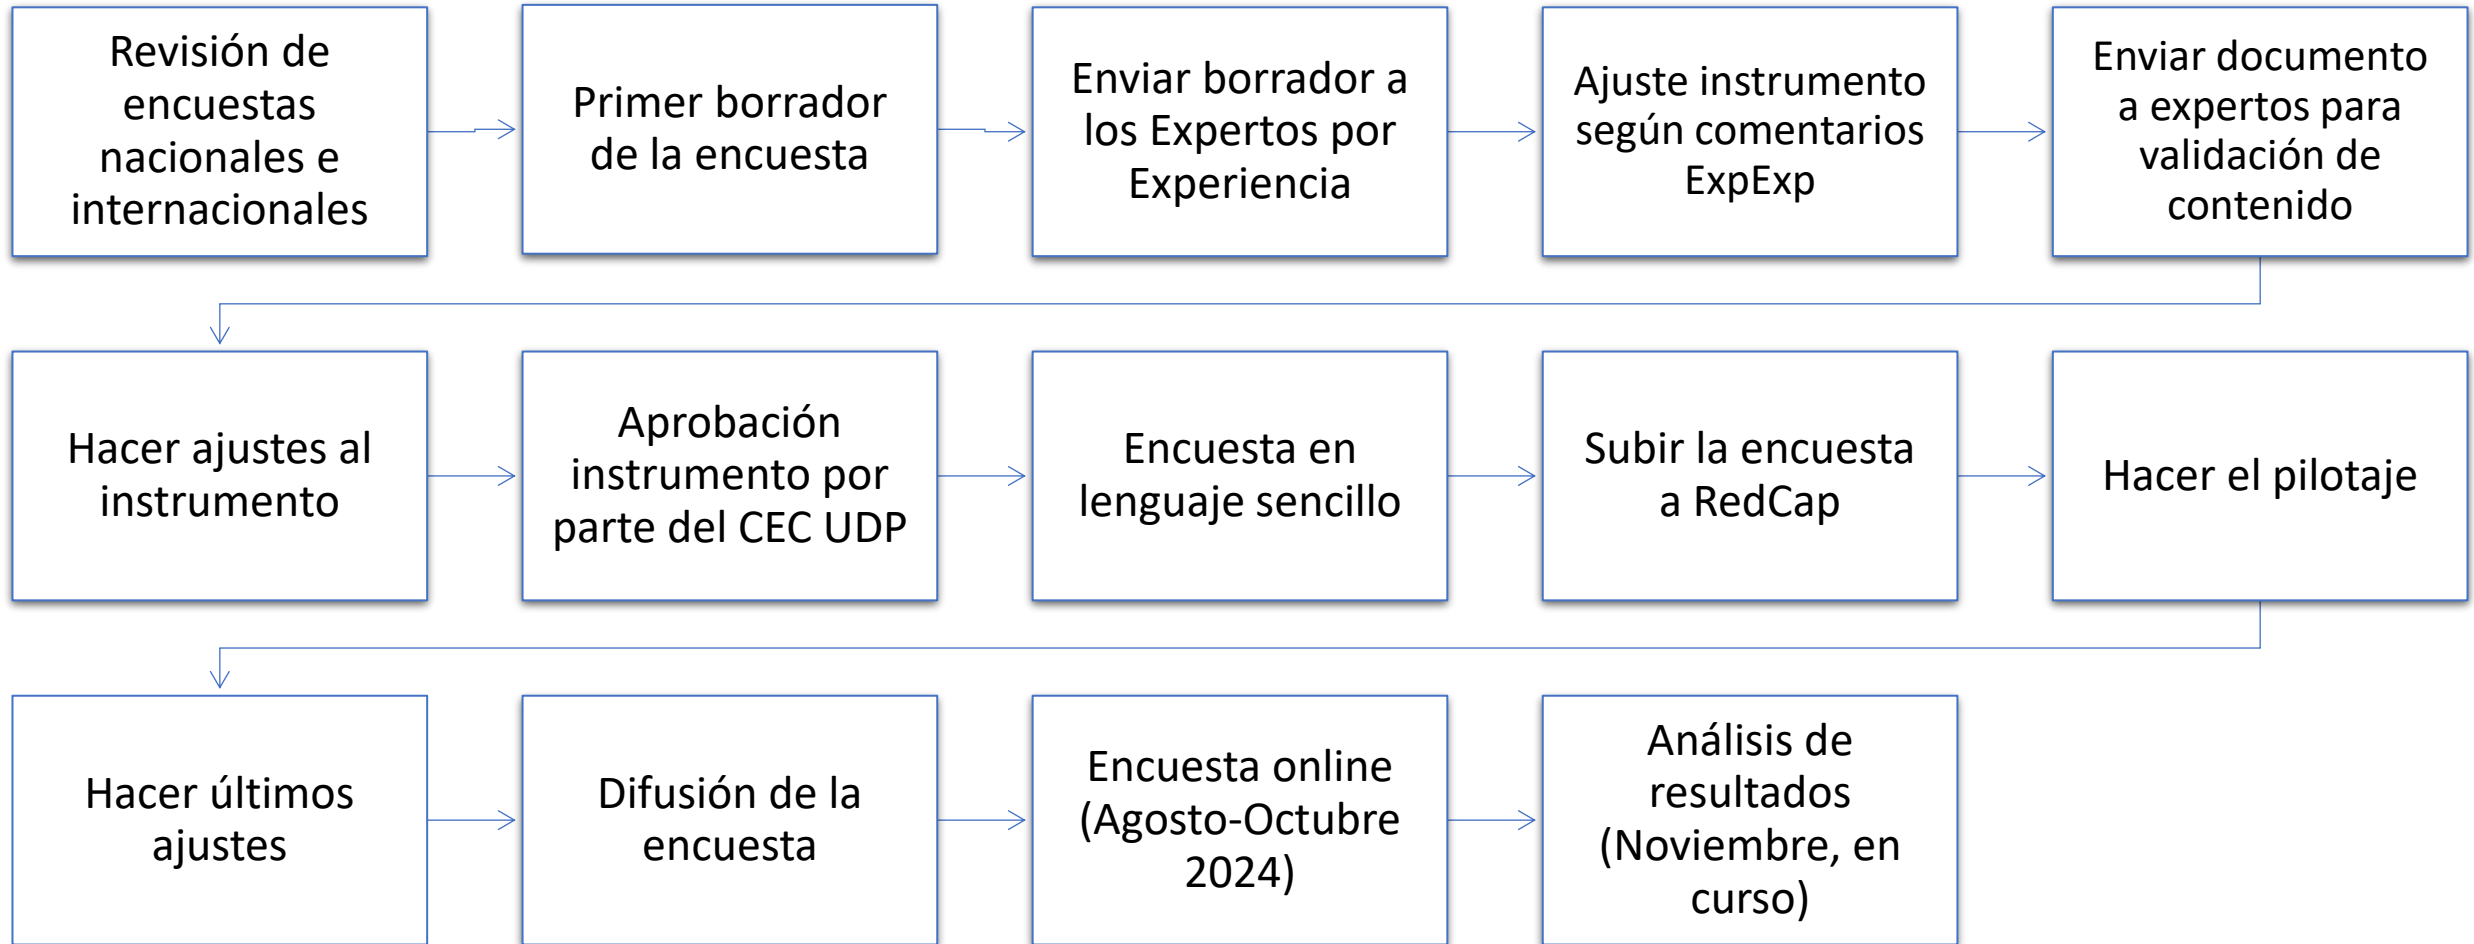 Revisión de
encuestas
nacionales e
internacionales
Primer borrador
de la encuesta
Enviar borrador a
los Expertos por
Experiencia
Ajuste instrumento
según comentarios
ExpExp
Enviar documento
a expertos para
validación de
contenido
Hacer ajustes al
instrumento
Aprobación
instrumento por
parte del CEC UDP
Encuesta en
lenguaje sencillo
Subir la encuesta
a RedCap
Hacer el pilotaje
Hacer últimos
ajustes
Difusión de la
encuesta
Encuesta online
(Agosto-Octubre
2024)
Análisis de
resultados
(Noviembre, en
curso)